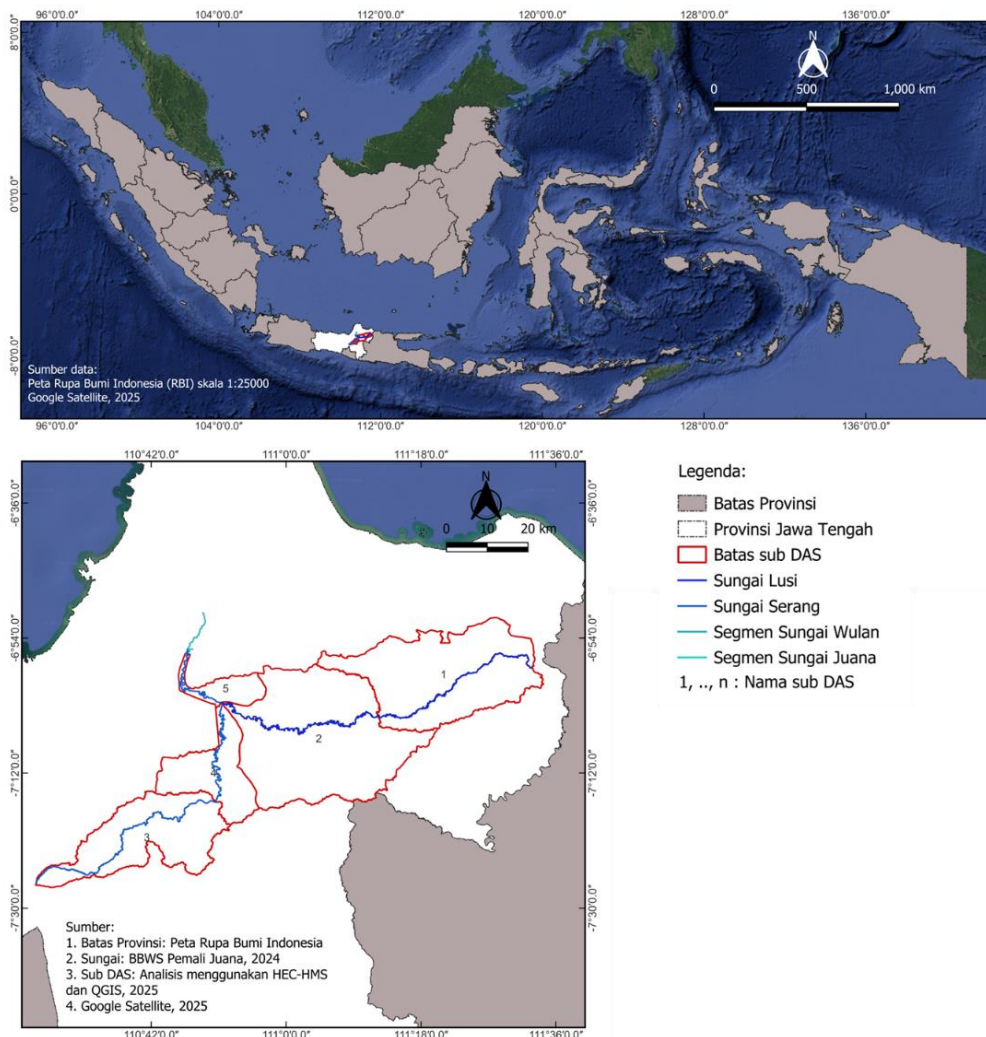 96°0'0.0"
104°0'0.0"
112°0'0.0"
120°0'0.0"
128°0'0.0"
136°0'0.0"
8°0'0.0"
0°0'0.0"
-8°0'0.0"
N
0
500
1,000 km
Sumber data:
Peta Rupa Bumi Indonesia (RBI) skala 1:25000
Google Satellite, 2025
96°0'0.0"
104°0'0.0"
112°0'0.0"
120°0'0.0"
128°0'0.0"
136°0'0.0"
110°42'0.0"
111°0'0.0"
111°18'0.0"
111°36'0.0"
-6°36'0.0"
-6°54'0.0"
-7°12'0.0"
-7°30'0.0"
N
0 10 20 km
1
5
2
4
3
Sumber:
1. Batas Provinsi: Peta Rupa Bumi Indonesia
2. Sungai: BBWS Pemali Juana, 2024
3. Sub DAS: Analisis menggunakan HEC-HMS
dan QGIS, 2025
4. Google Satellite, 2025
-6°36'0.0"
-6°54'0.0"
-7°12'0.0"
-7°30'0.0"
110°42'0.0"
111°0'0.0"
111°18'0.0"
111°36'0.0"
Legenda:
Batas Provinsi
Provinsi Jawa Tengah
Batas sub DAS
Sungai Lusi
Sungai Serang
Segmen Sungai Wulan
Segmen Sungai Juana
1, .., n : Nama sub DAS